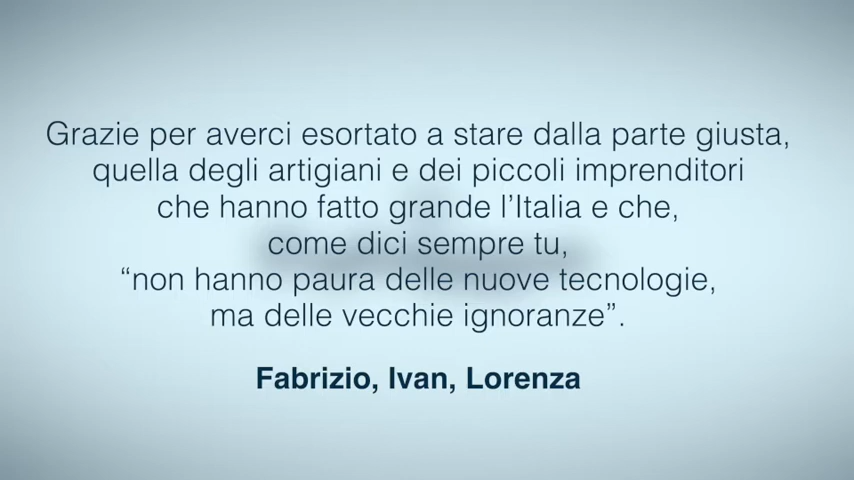 Grazie per averci esortato a stare dalla parte giusta,
quella degli artigiani e dei piccoli imprenditori
che hanno fatto grande l’Italia e che,
come dici sempre tu,
“non hanno paura delle nuove tecnologie,
ma delle vecchie ignoranze”.
Fabrizio, Ivan, Lorenza